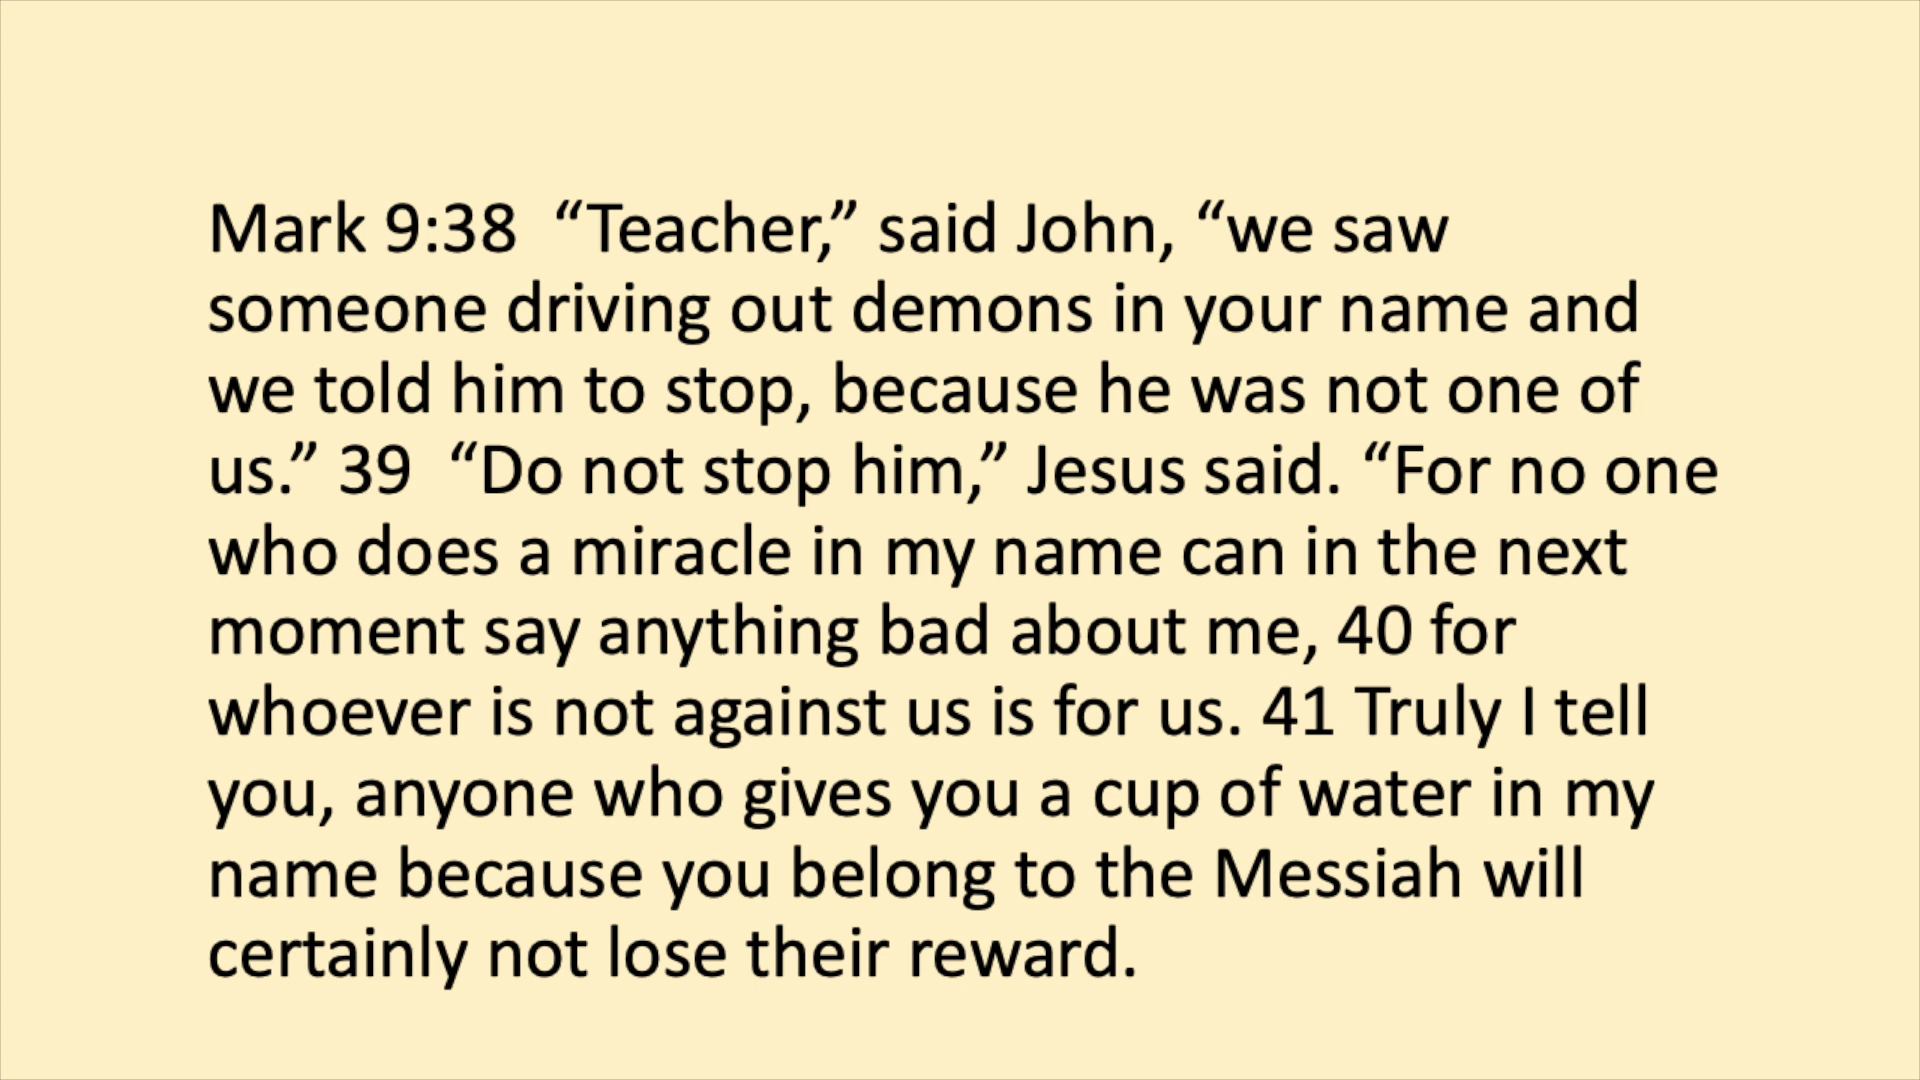 Mark 9:38  “Teacher,” said John, “we saw
someone driving out demons in your name and
we told him to stop, because he was not one of
us.” 39  “Do not stop him,” Jesus said. “For no one
who does a miracle in my name can in the next
moment say anything bad about me, 40 for
whoever is not against us is for us. 41 Truly I tell
you, anyone who gives you a cup of water in my
name because you belong to the Messiah will
certainly not lose their reward.